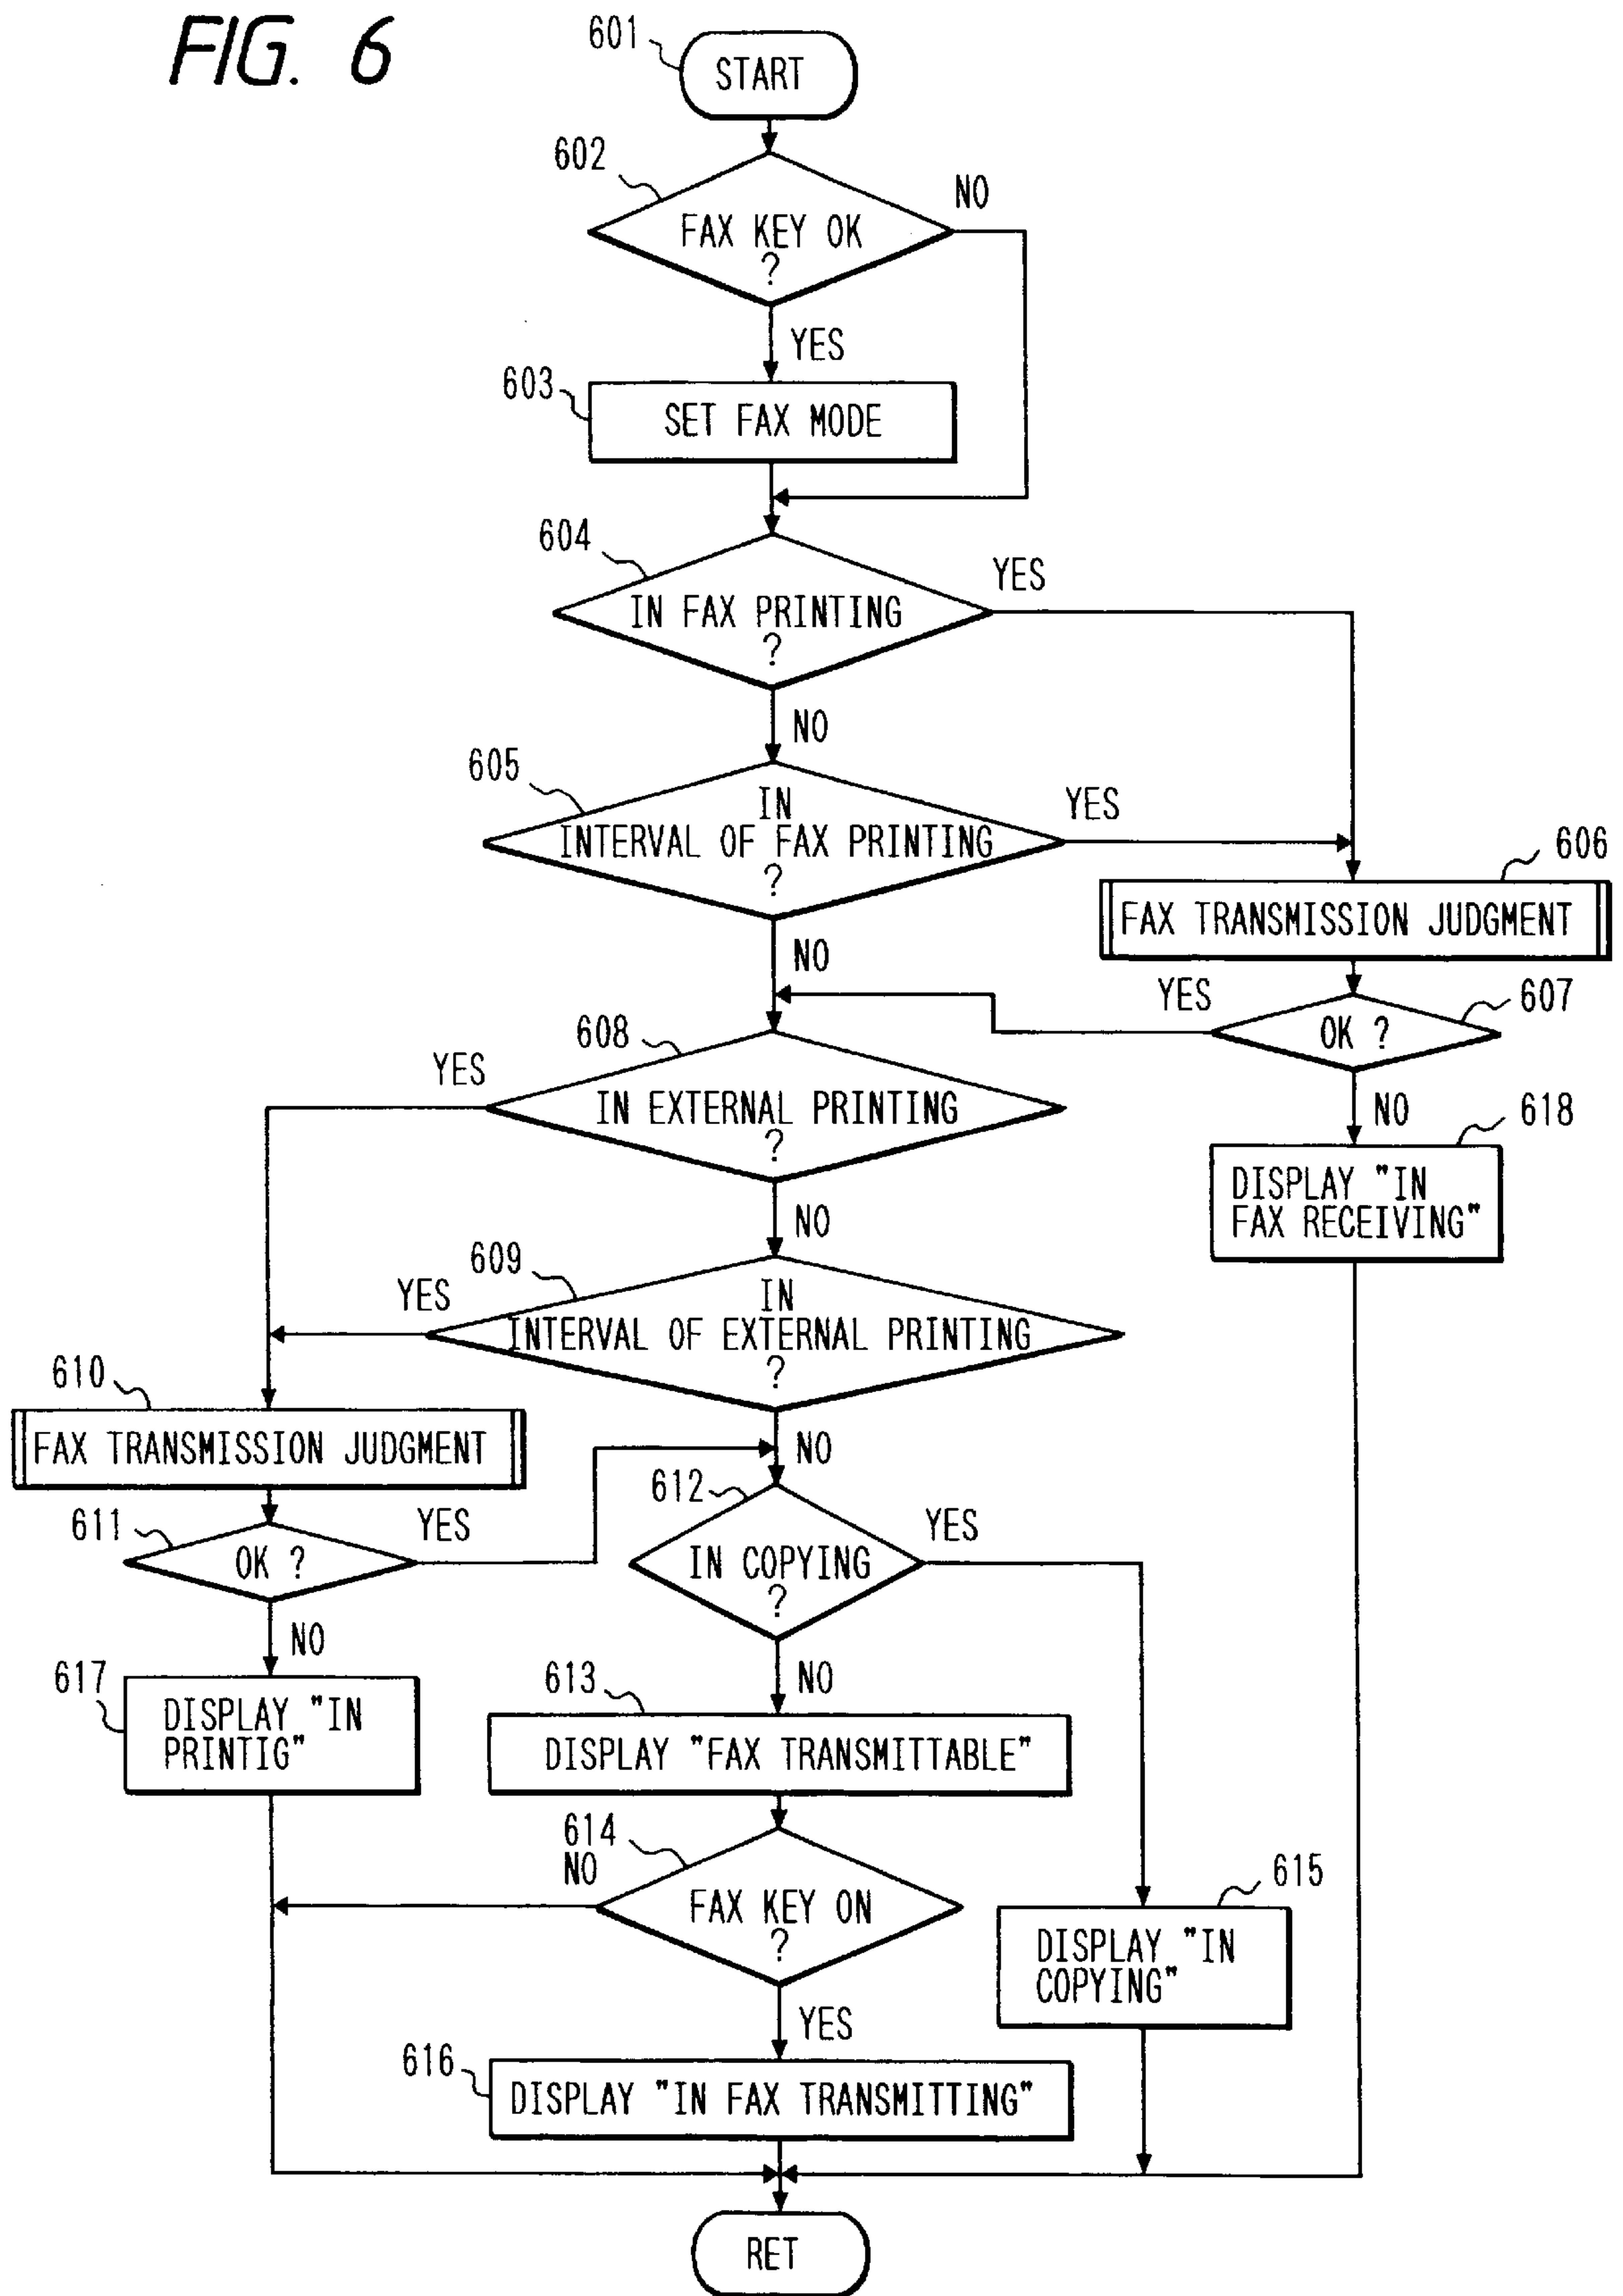 FIG. 6
601
START
602
NO
FAX KEY OK
?
YES
603
SET FAX MODE
604
YES
IN FAX PRINTING
?
NO
605
YES
IN
INTERVAL OF FAX PRINTING
?
606
FAX TRANSMISSION JUDGMENT
NO
YES
607
OK ?
608
YES
IN EXTERNAL PRINTING
?
NO
618
DISPLAY "IN
FAX RECEIVING"
NO
609
YES
IN
INTERVAL OF EXTERNAL PRINTING
?
610
FAX TRANSMISSION JUDGMENT
NO
612
611
YES
YES
OK ?
IN COPYING
?
NO
NO
617
DISPLAY "IN
PRINTIG"
613
DISPLAY "FAX TRANSMITTABLE"
614
NO
FAX KEY ON
?
615
DISPLAY "IN
COPYING"
YES
616
DISPLAY "IN FAX TRANSMITTING"
RET